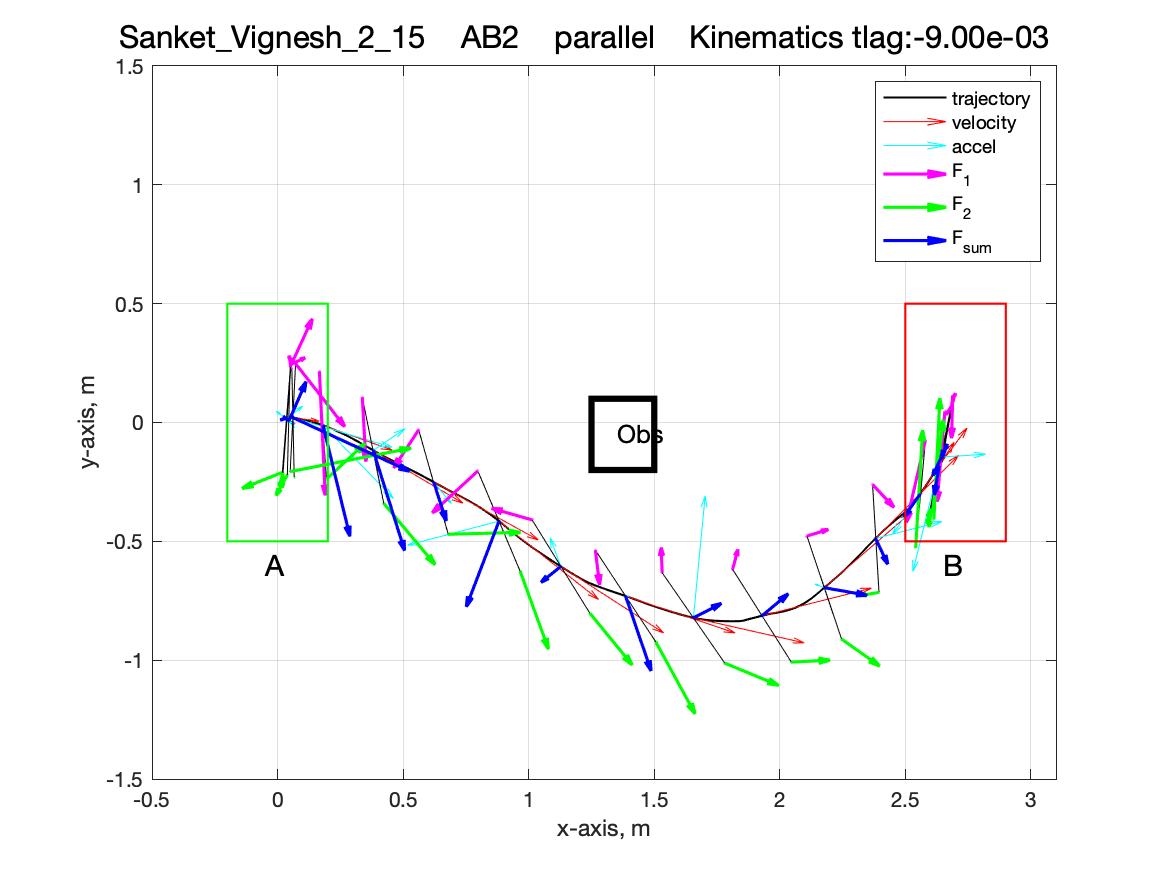 Sanket_Vignesh_2_15 AB2 parallel Kinematics tlag:-9.00e-03
1.5
1
0.5
0
-0.5
-1
-1.5
y-axis, m
trajectory
velocity
accel
F1
F2
Fsum
Obs
A
B
-0.5 0 0.5 1 1.5 2 2.5 3
x-axis, m